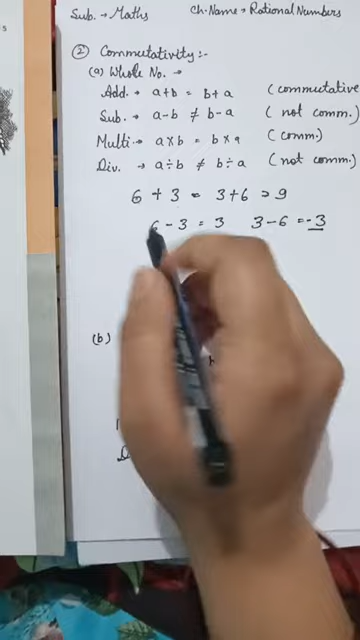 Sub. → Maths Ch. Name → Rational Numbers
② Commutativity :-
(a) Whole No. →
Add. → a+b = b+a (commutative
Sub. → a-b ≠ b-a (not comm.)
Multi → a×b = b×a (comm.)
Div. → a÷b ≠ b÷a (not comm.)
6 + 3 = 3+6 = 9
6 - 3 = 3 3-6 = -3
(b)